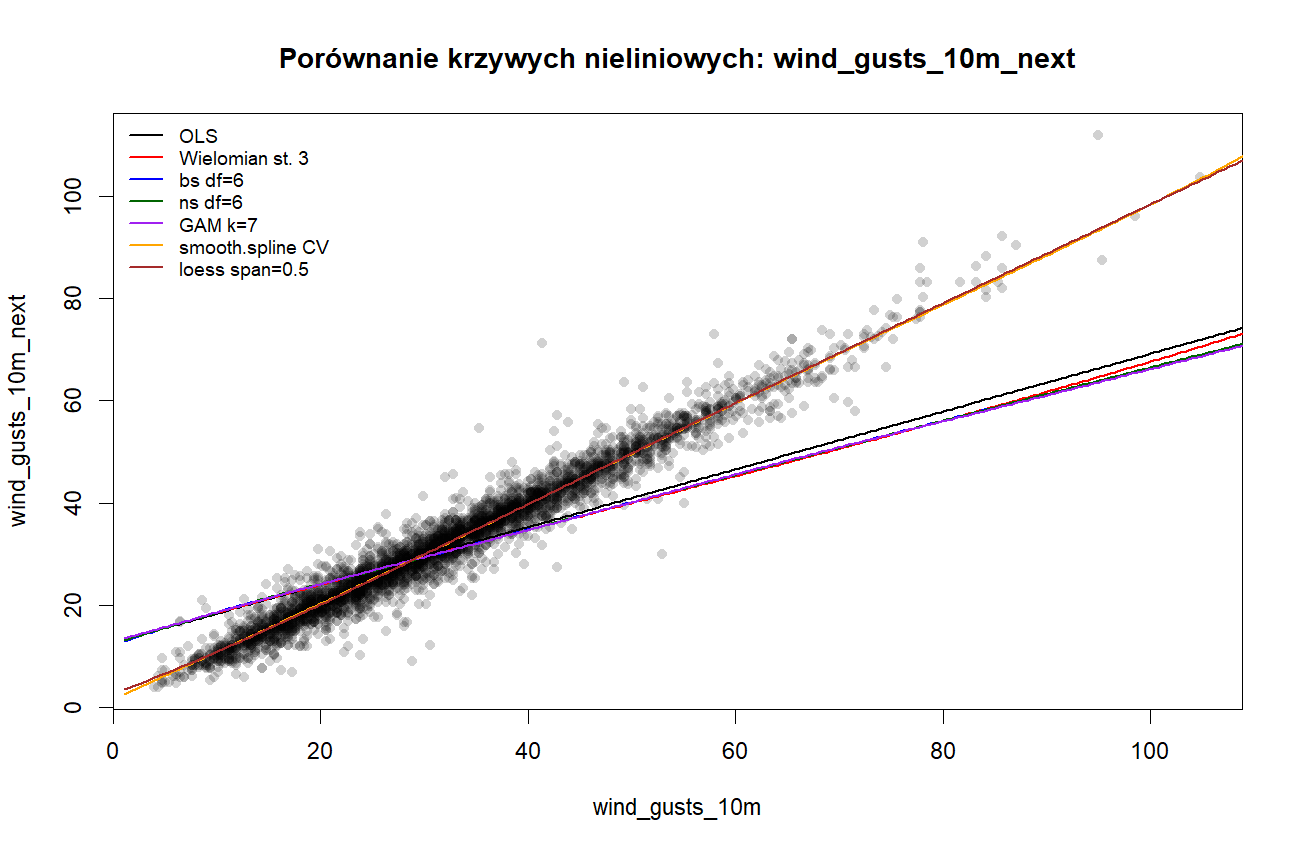 Porównanie krzywych nieliniowych: wind_gusts_10m_next
OLS
Wielomian st. 3
bs df=6
ns df=6
GAM k=7
smooth.spline CV
loess span=0.5
wind_gusts_10m_next
100
80
60
40
20
0
0 20 40 60 80 100
wind_gusts_10m